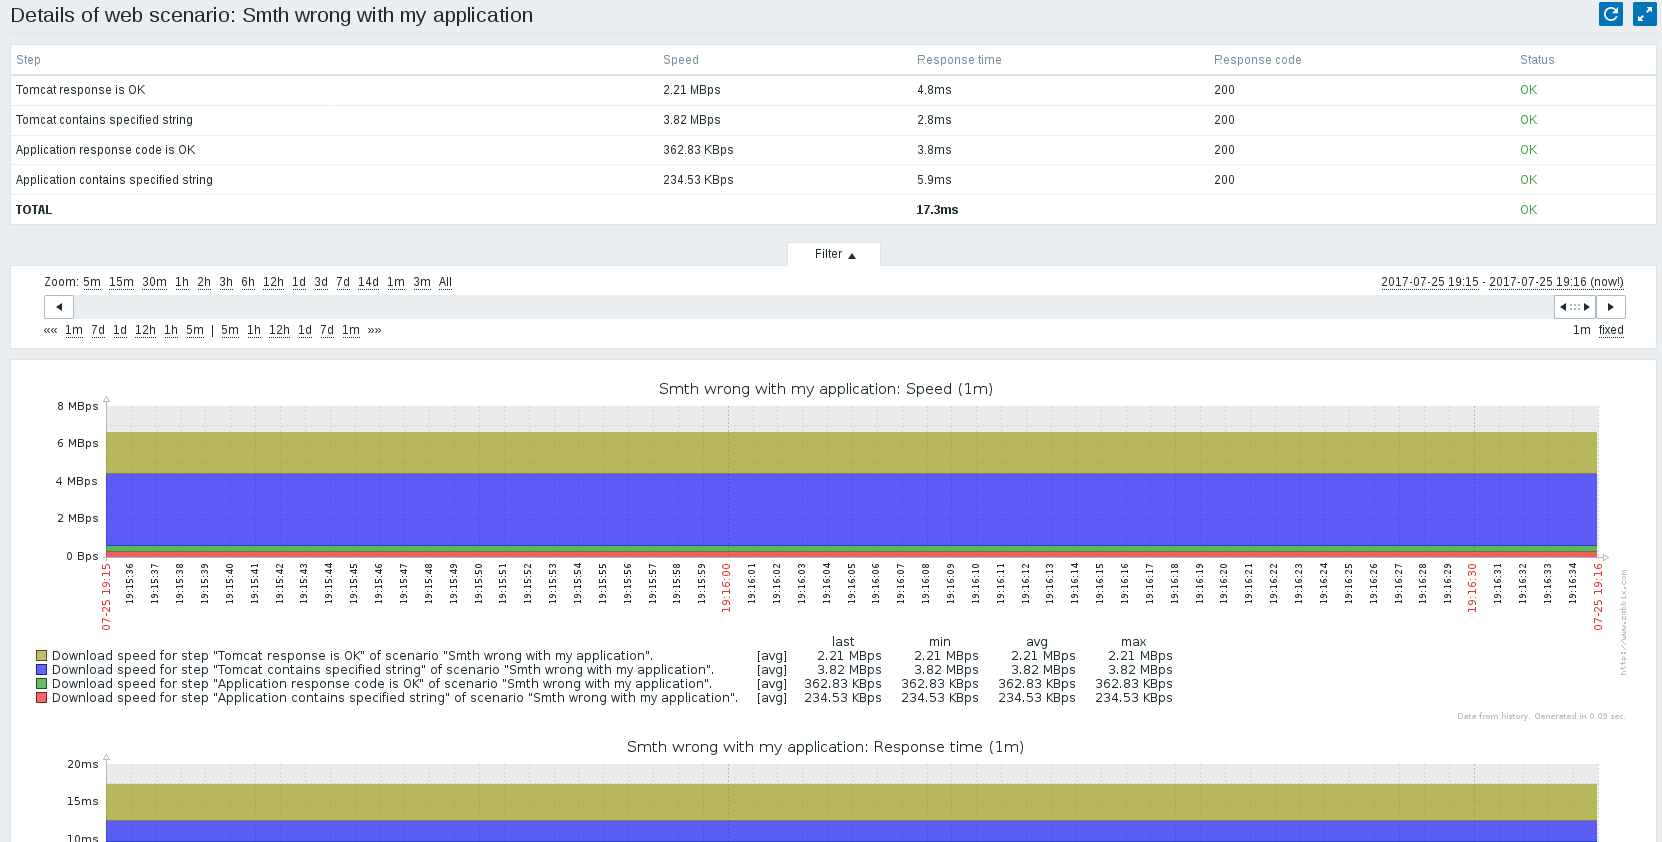 Details of web scenario: Smth wrong with my application
Step Speed Response time Response code Status
Tomcat response is OK 2.21 MBps 4.8ms 200 OK
Tomcat contains specified string 3.82 MBps 2.8ms 200 OK
Application response code is OK 362.83 KBps 3.8ms 200 OK
Application contains specified string 234.53 KBps 5.9ms 200 OK
TOTAL 17.3ms OK
Filter ▲
Zoom: 5m 15m 30m 1h 2h 3h 6h 12h 1d 3d 7d 14d 1m 3m All 2017-07-25 19:15 - 2017-07-25 19:16 (now!)
«« 1m 7d 1d 12h 1h 5m | 5m 1h 12h 1d 7d 1m »» 1m fixed
Smth wrong with my application: Speed (1m)
8 MBps
6 MBps
4 MBps
2 MBps
0 Bps
07-25 19:15 19:15:36 19:15:37 19:15:38 19:15:39 19:15:40 19:15:41 19:15:42 19:15:43 19:15:44 19:15:45 19:15:46 19:15:47 19:15:48 19:15:49 19:15:50 19:15:51 19:15:52 19:15:53 19:15:54 19:15:55 19:15:56 19:15:57 19:15:58 19:15:59 19:16:00 19:16:01 19:16:02 19:16:03 19:16:04 19:16:05 19:16:06 19:16:07 19:16:08 19:16:09 19:16:10 19:16:11 19:16:12 19:16:13 19:16:14 19:16:15 19:16:16 19:16:17 19:16:18 19:16:19 19:16:20 19:16:21 19:16:22 19:16:23 19:16:24 19:16:25 19:16:26 19:16:27 19:16:28 19:16:29 19:16:30 19:16:31 19:16:32 19:16:33 19:16:34 07-25 19:16
http://www.zabbix.com
last min avg max
Download speed for step "Tomcat response is OK" of scenario "Smth wrong with my application". [avg] 2.21 MBps 2.21 MBps 2.21 MBps 2.21 MBps
Download speed for step "Tomcat contains specified string" of scenario "Smth wrong with my application". [avg] 3.82 MBps 3.82 MBps 3.82 MBps 3.82 MBps
Download speed for step "Application response code is OK" of scenario "Smth wrong with my application". [avg] 362.83 KBps 362.83 KBps 362.83 KBps 362.83 KBps
Download speed for step "Application contains specified string" of scenario "Smth wrong with my application". [avg] 234.53 KBps 234.53 KBps 234.53 KBps 234.53 KBps
Data from history. Generated in 0.09 sec.
Smth wrong with my application: Response time (1m)
20ms
15ms
10ms